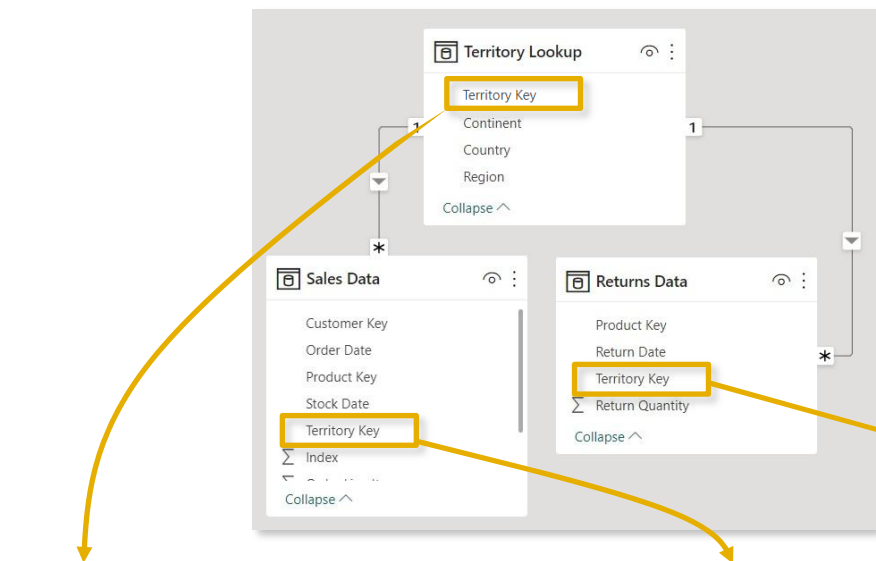 Territory Lookup
Territory Key
1
Continent
1
Country
Region
Collapse
*
Sales Data
Customer Key
Order Date
Product Key
Stock Date
Territory Key
Σ Index
Σ
Collapse
Returns Data
Product Key
Return Date
*
Territory Key
Σ Return Quantity
Collapse